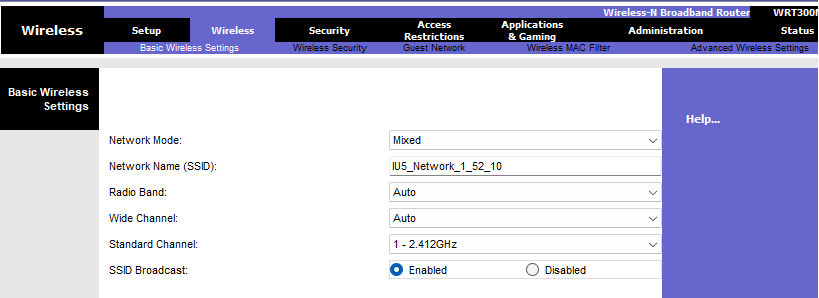 Wireless-N Broadband Router WRT300N
Wireless
Setup Wireless Security Access Restrictions Applications & Gaming Administration Status
Basic Wireless Settings Wireless Security Guest Network Wireless MAC Filter Advanced Wireless Settings
Basic Wireless
Settings
Help...
Network Mode: Mixed
Network Name (SSID): IU5_Network_1_52_10
Radio Band: Auto
Wide Channel: Auto
Standard Channel: 1 - 2.412GHz
SSID Broadcast: Enabled Disabled